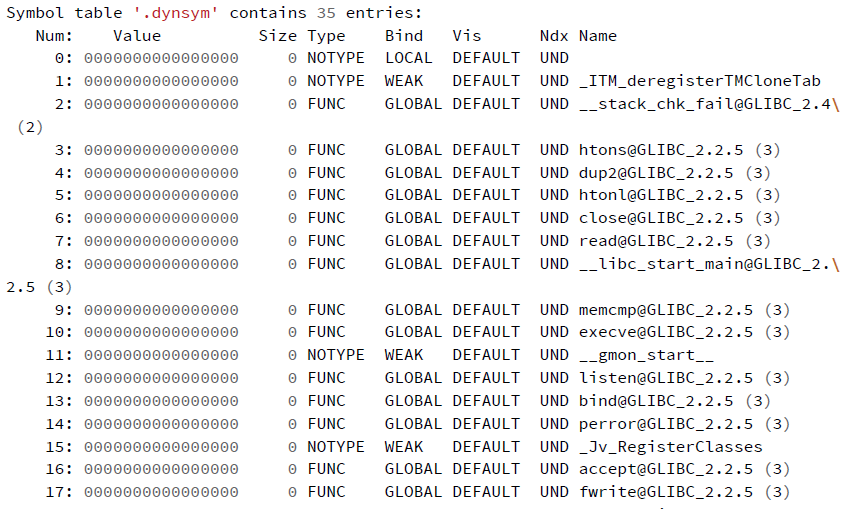 Symbol table '.dynsym' contains 35 entries:
   Num:    Value          Size Type    Bind   Vis      Ndx Name
     0: 0000000000000000     0 NOTYPE  LOCAL  DEFAULT  UND
     1: 0000000000000000     0 NOTYPE  WEAK   DEFAULT  UND _ITM_deregisterTMCloneTab
     2: 0000000000000000     0 FUNC    GLOBAL DEFAULT  UND __stack_chk_fail@GLIBC_2.4\
 (2)
     3: 0000000000000000     0 FUNC    GLOBAL DEFAULT  UND htons@GLIBC_2.2.5 (3)
     4: 0000000000000000     0 FUNC    GLOBAL DEFAULT  UND dup2@GLIBC_2.2.5 (3)
     5: 0000000000000000     0 FUNC    GLOBAL DEFAULT  UND htonl@GLIBC_2.2.5 (3)
     6: 0000000000000000     0 FUNC    GLOBAL DEFAULT  UND close@GLIBC_2.2.5 (3)
     7: 0000000000000000     0 FUNC    GLOBAL DEFAULT  UND read@GLIBC_2.2.5 (3)
     8: 0000000000000000     0 FUNC    GLOBAL DEFAULT  UND __libc_start_main@GLIBC_2.\
2.5 (3)
     9: 0000000000000000     0 FUNC    GLOBAL DEFAULT  UND memcmp@GLIBC_2.2.5 (3)
    10: 0000000000000000     0 FUNC    GLOBAL DEFAULT  UND execve@GLIBC_2.2.5 (3)
    11: 0000000000000000     0 NOTYPE  WEAK   DEFAULT  UND __gmon_start__
    12: 0000000000000000     0 FUNC    GLOBAL DEFAULT  UND listen@GLIBC_2.2.5 (3)
    13: 0000000000000000     0 FUNC    GLOBAL DEFAULT  UND bind@GLIBC_2.2.5 (3)
    14: 0000000000000000     0 FUNC    GLOBAL DEFAULT  UND perror@GLIBC_2.2.5 (3)
    15: 0000000000000000     0 NOTYPE  WEAK   DEFAULT  UND _Jv_RegisterClasses
    16: 0000000000000000     0 FUNC    GLOBAL DEFAULT  UND accept@GLIBC_2.2.5 (3)
    17: 0000000000000000     0 FUNC    GLOBAL DEFAULT  UND fwrite@GLIBC_2.2.5 (3)